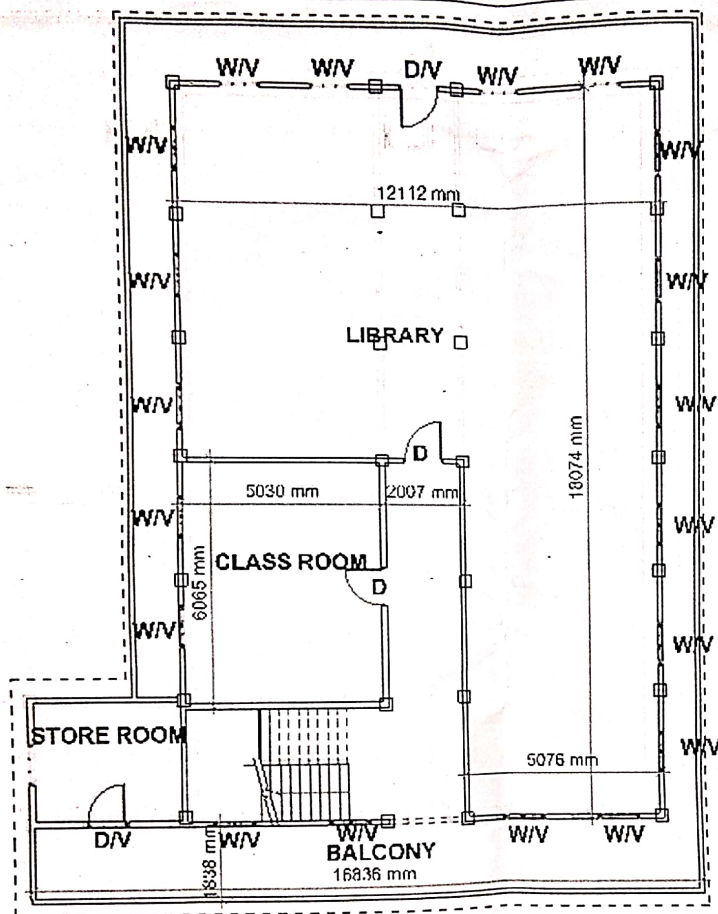 W/V W/V D/V W/V W/V
W/V W/V
12112 mm
W/V W/V
LIBRARY
W/V W/V
D
18074 mm
5030 mm 2007 mm
W/V W/V
CLASS ROOM
6065 mm
D
W/V W/V
STORE ROOM
W/V
5076 mm
D/V W/V W/V W/V W/V
BALCONY
1838 mm
16836 mm